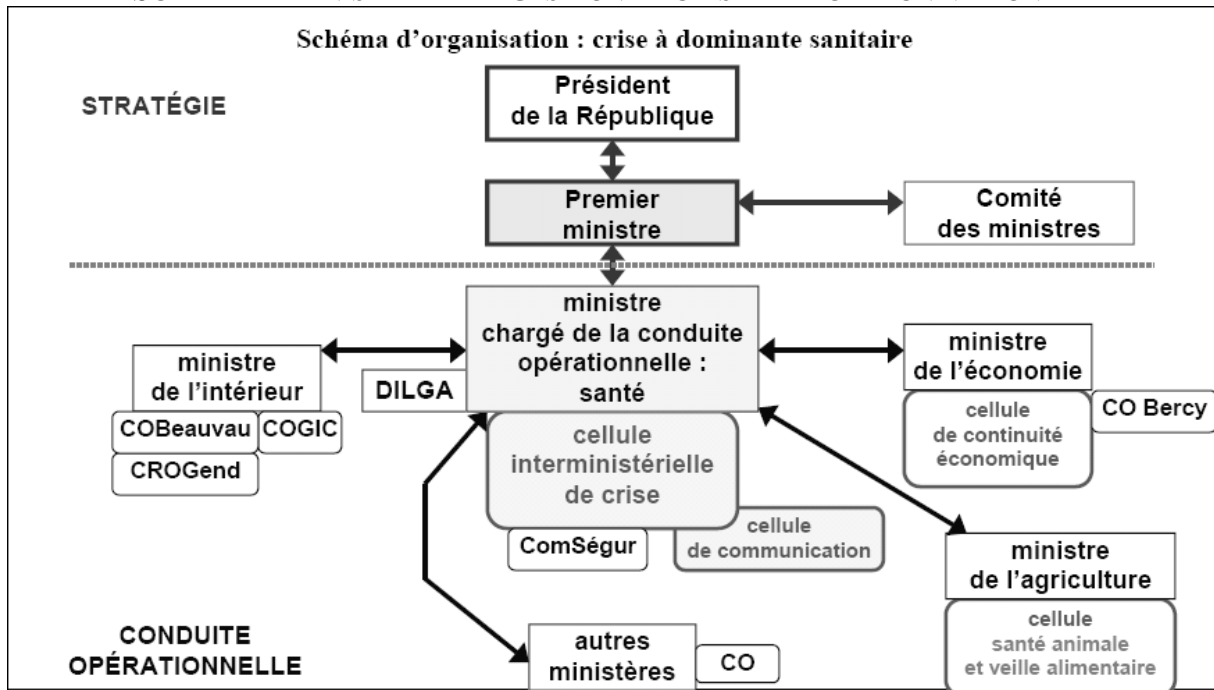 Schéma d'organisation : crise à dominante sanitaire
STRATÉGIE
Président
de la République
Premier
ministre
Comité
des ministres
ministre
chargé de la conduite
opérationnelle :
santé
ministre
de l'intérieur
DILGA
COBeauvau
COGIC
CROGend
ministre
de l'économie
cellule
de continuité
économique
CO Bercy
cellule
interministérielle
de crise
ComSégur
cellule
de communication
ministre
de l'agriculture
cellule
santé animale
et veille alimentaire
CONDUITE
OPÉRATIONNELLE
autres
ministères
CO